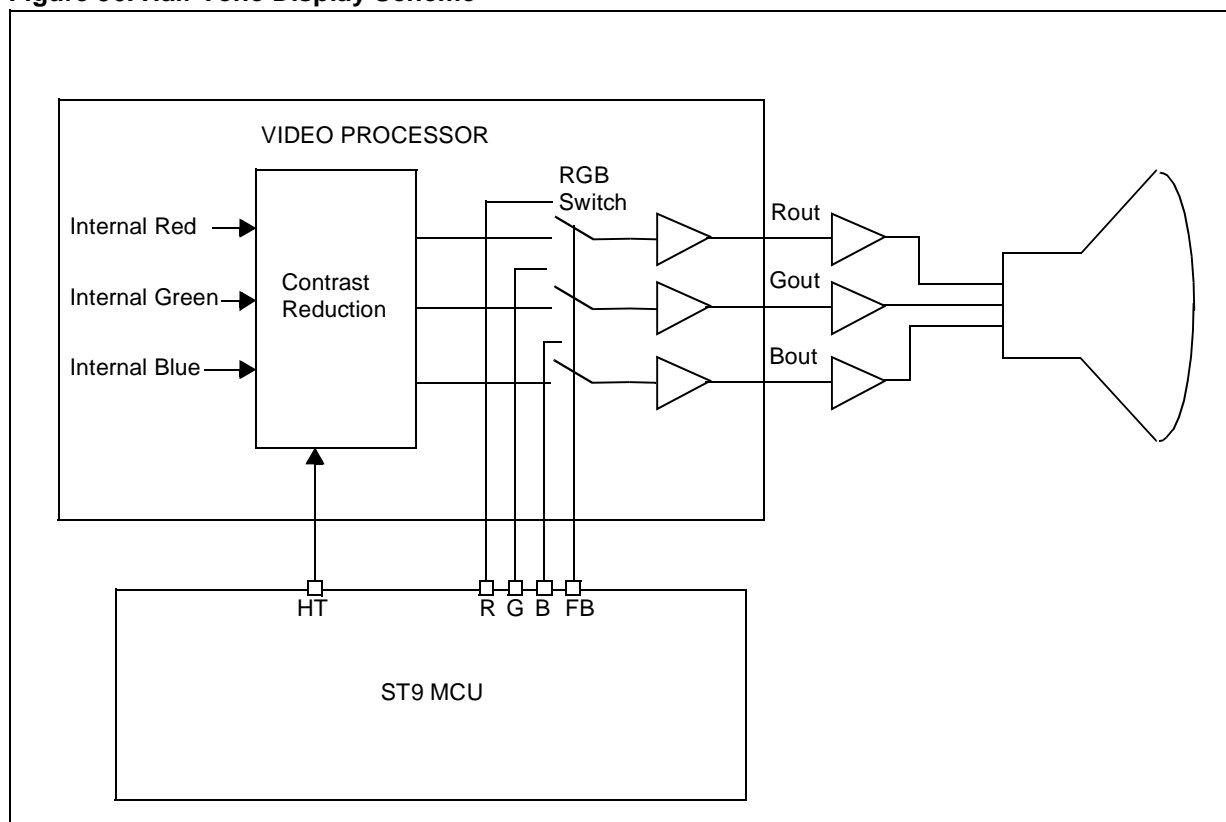 VIDEO PROCESSOR
RGB
Switch
Internal Red
Internal Green
Internal Blue
Contrast
Reduction
Rout
Gout
Bout
HT
R G B FB
ST9 MCU